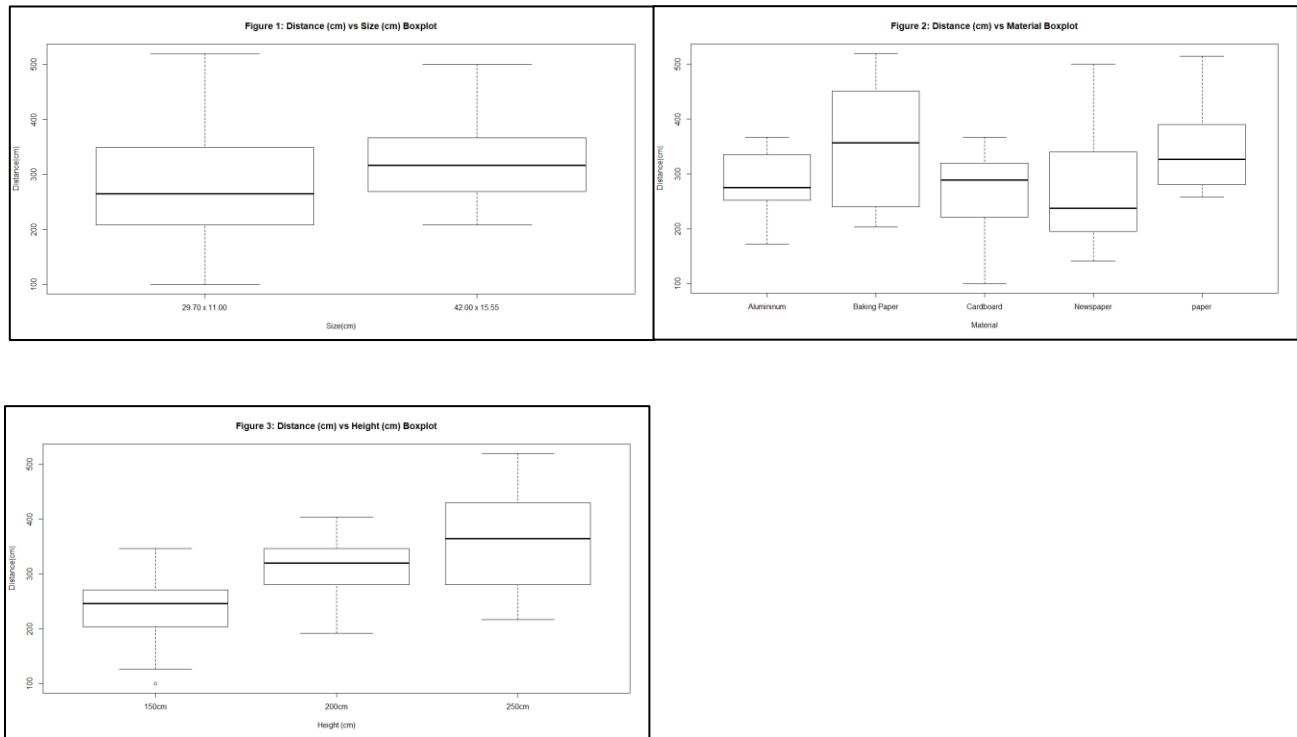 Figure 1: Distance (cm) vs Size (cm) Boxplot
Distance(cm)
500
400
300
200
100
29.70 x 11.00
42.00 x 15.55
Size(cm)
Figure 2: Distance (cm) vs Material Boxplot
Distance(cm)
500
400
300
200
100
Alumininum
Baking Paper
Cardboard
Newspaper
paper
Material
Figure 3: Distance (cm) vs Height (cm) Boxplot
Distance(cm)
500
400
300
200
100
150cm
200cm
250cm
Height (cm)